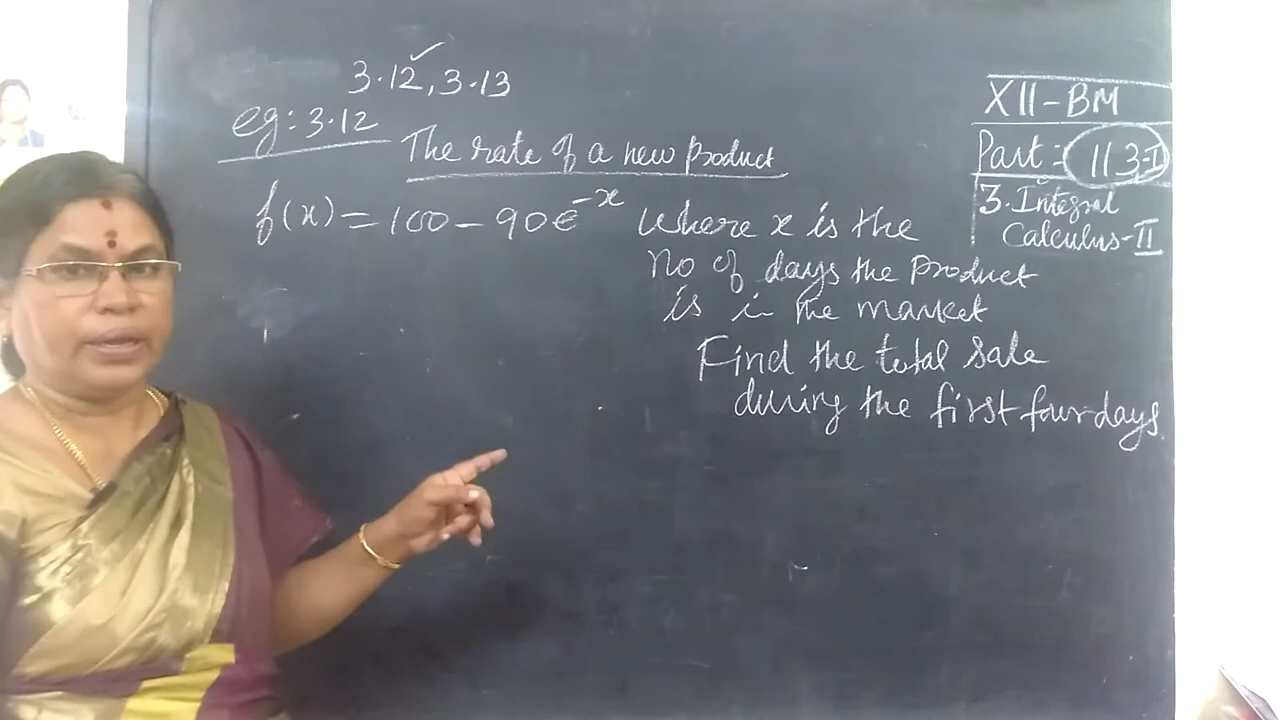 3.12, 3.13
eg: 3.12
The rate of a new product
f(x) = 100 - 90e^-x where x is the
No of days the product
is in the market
Find the total sale
during the first four days.
XII-BM
Part: 113-I
3. Integral
Calculus-II